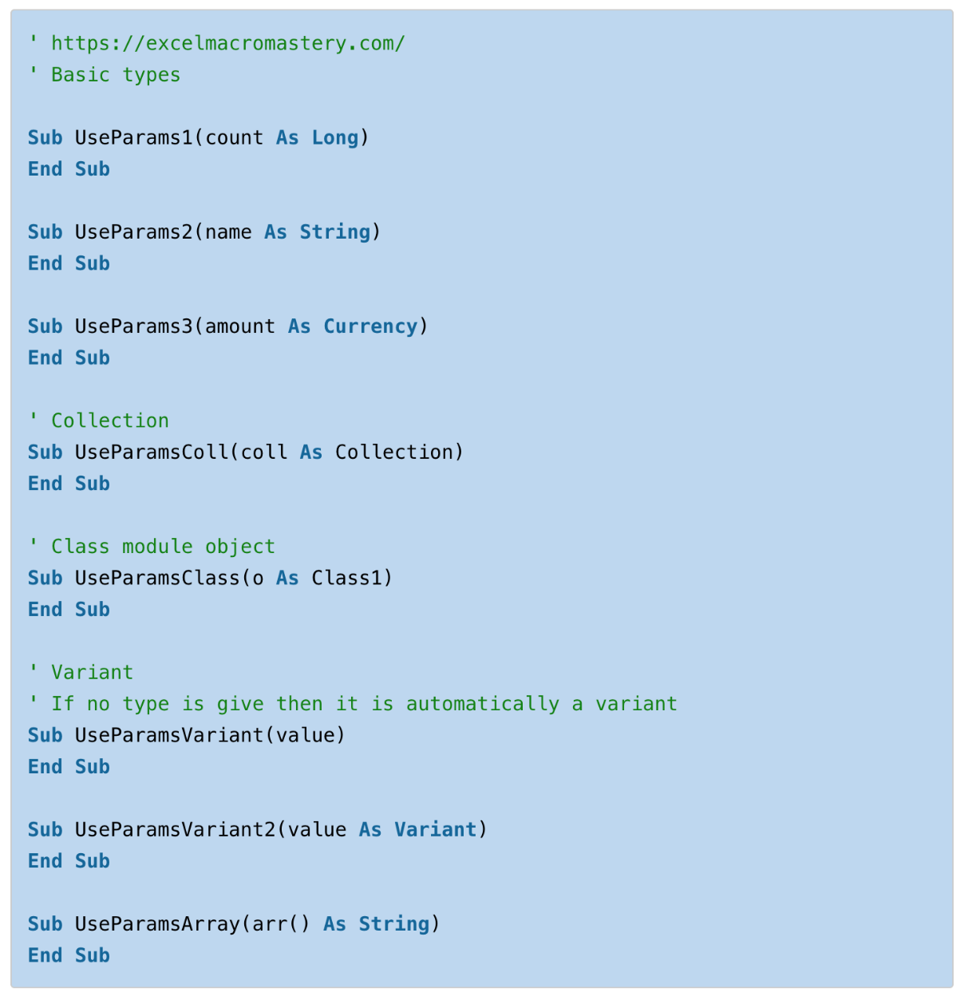 ' https://excelmacromastery.com/
' Basic types
Sub UseParams1(count As Long)
End Sub
Sub UseParams2(name As String)
End Sub
Sub UseParams3(amount As Currency)
End Sub
' Collection
Sub UseParamsColl(coll As Collection)
End Sub
' Class module object
Sub UseParamsClass(o As Class1)
End Sub
' Variant
' If no type is give then it is automatically a variant
Sub UseParamsVariant(value)
End Sub
Sub UseParamsVariant2(value As Variant)
End Sub
Sub UseParamsArray(arr() As String)
End Sub